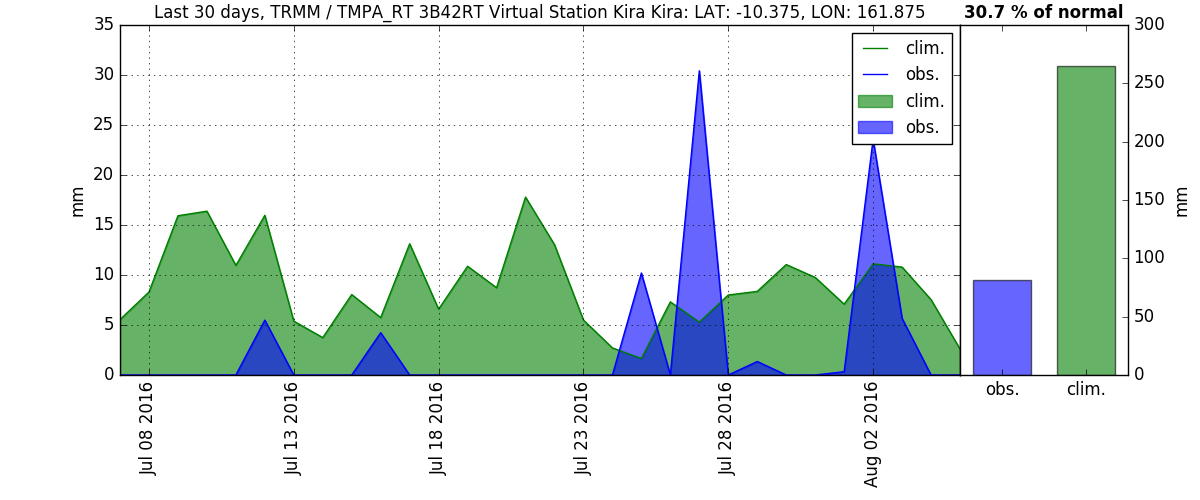 Last 30 days, TRMM / TMPA_RT 3B42RT Virtual Station Kira Kira: LAT: -10.375, LON: 161.875
30.7 % of normal
35
30
25
20
15
10
5
0
mm
clim.
obs.
clim.
obs.
300
250
200
150
100
50
0
mm
Jul 08 2016
Jul 13 2016
Jul 18 2016
Jul 23 2016
Jul 28 2016
Aug 02 2016
obs.
clim.